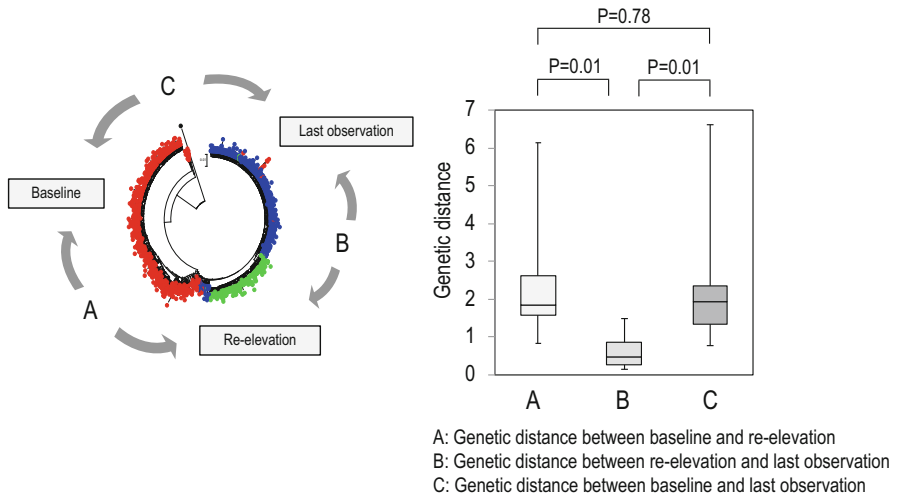 C
Last observation
Baseline
B
A
Re-elevation
P=0.78
P=0.01 P=0.01
Genetic distance
7
6
5
4
3
2
1
0
A B C
A: Genetic distance between baseline and re-elevation
B: Genetic distance between re-elevation and last observation
C: Genetic distance between baseline and last observation